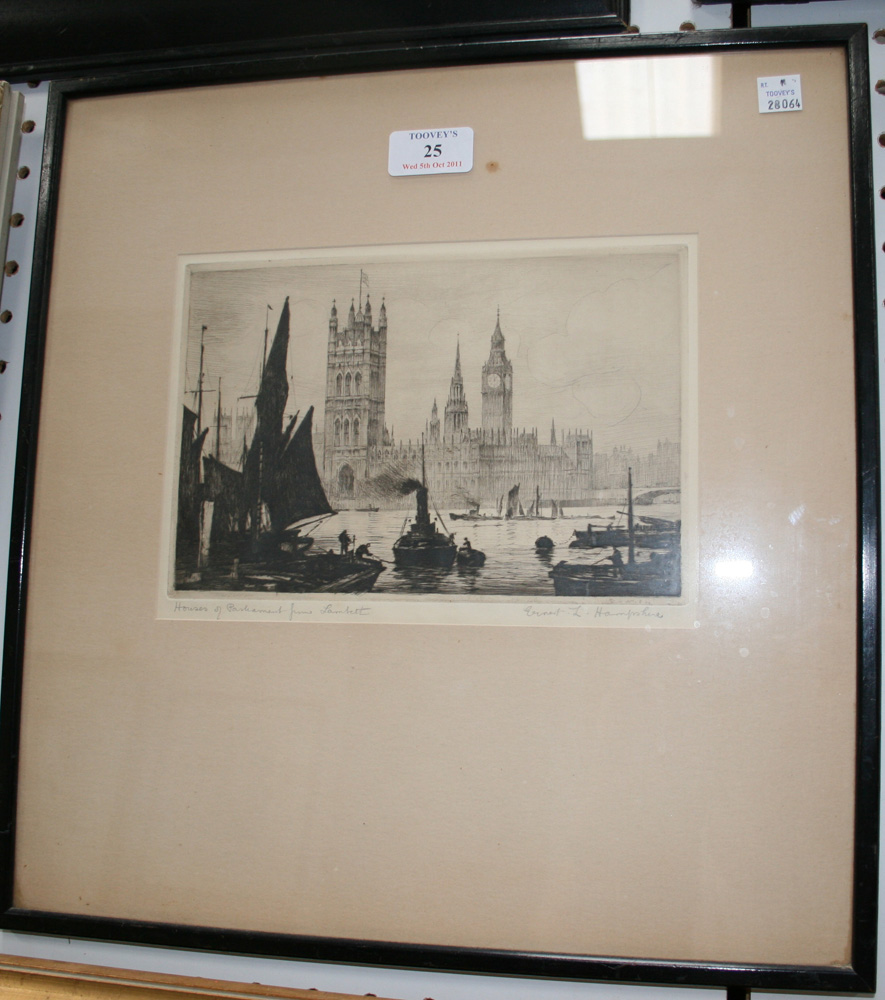 TOOVEY'S
25
Wed 5th Oct 2011
TOOVEY'S
28064
Houses of Parliament from Lambeth
Ernest L. Hampshire